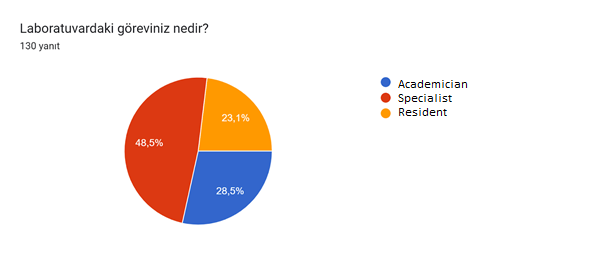 Laboratuvardaki göreviniz nedir?
130 yanıt
Academician
Specialist
Resident
23,1%
48,5%
28,5%